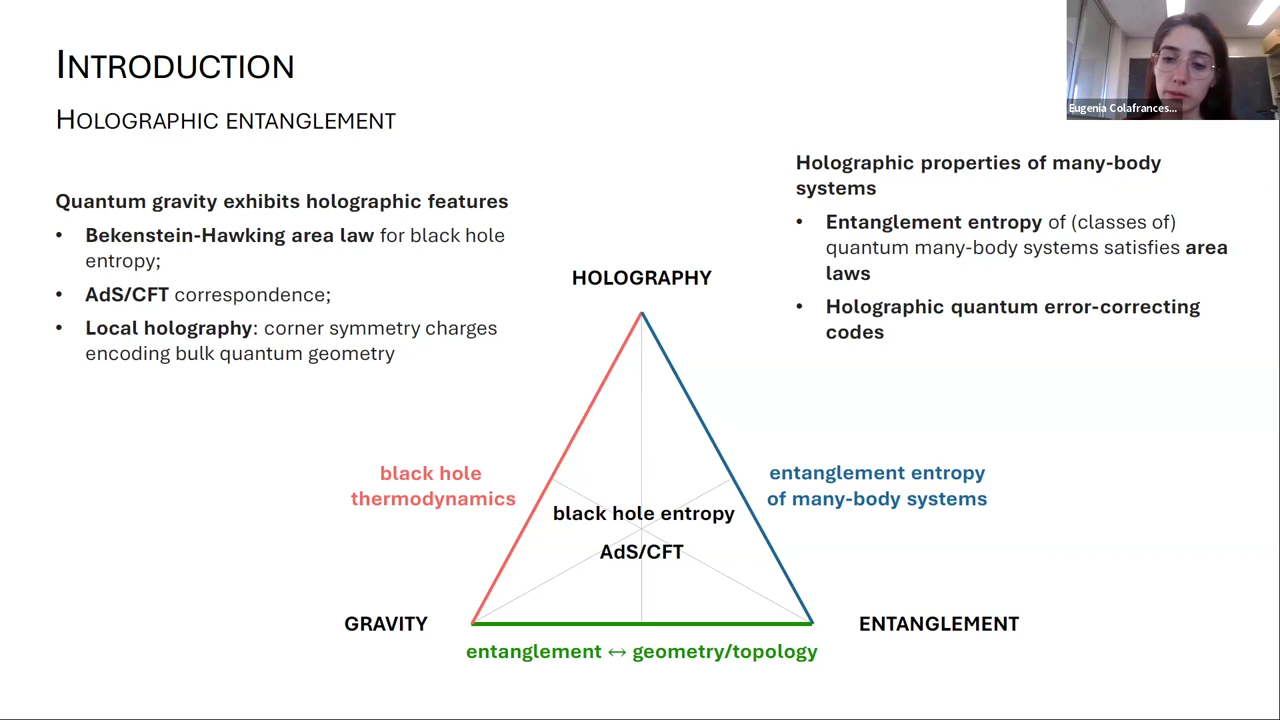 INTRODUCTION
HOLOGRAPHIC ENTANGLEMENT
Eugenia Colafrances...
Quantum gravity exhibits holographic features
• Bekenstein-Hawking area law for black hole
entropy;
• AdS/CFT correspondence;
• Local holography: corner symmetry charges
encoding bulk quantum geometry
Holographic properties of many-body
systems
• Entanglement entropy of (classes of)
quantum many-body systems satisfies area
laws
• Holographic quantum error-correcting
codes
HOLOGRAPHY
black hole
thermodynamics
entanglement entropy
of many-body systems
black hole entropy
AdS/CFT
GRAVITY
ENTANGLEMENT
entanglement ↔ geometry/topology